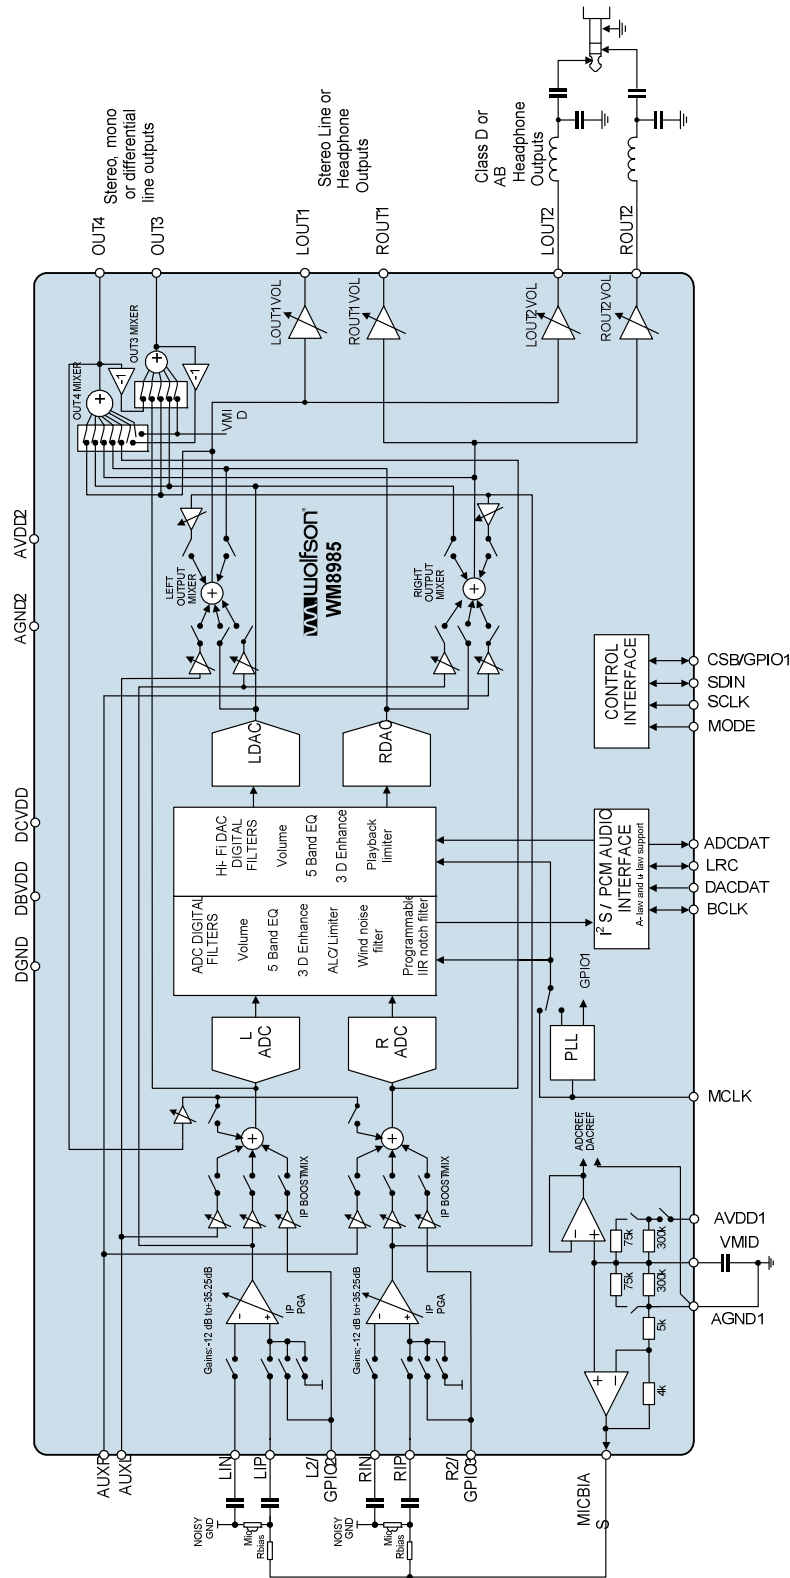 Stereo, mono
or differential
line outputs
Stereo Line or
Headphone
Outputs
Class D or
AB Headphone
Outputs
OUT4
OUT3
LOUT1
ROUT1
LOUT2
ROUT2
LOUT1VOL
ROUT1VOL
LOUT2VOL
ROUT2VOL
OUT4 MIXER
OUT3 MIXER
-1
-1
+
+
VMI
D
AVDD2
AGND2
DCVDD
DBVDD
DGND
LEFT
OUTPUT
MIXER
wolfson®
WM8985
RIGHT
OUTPUT
MIXER
+
+
LDAC
RDAC
CONTROL
INTERFACE
CSB/GPIO1
SDIN
SCLK
MODE
Hi- Fi DAC
DIGITAL
FILTERS
Volume
5 Band EQ
3 D Enhance
Playback
limiter
ADC DIGITAL
FILTERS
Volume
5 Band EQ
3 D Enhance
ALC/ Limiter
Wind noise
filter
Programmable
IIR notch filter
I2 S / PCM AUDIO
INTERFACE
A- law and u- law support
ADCDAT
LRC
DACDAT
BCLK
L
ADC
R
ADC
PLL
GPIO1
MCLK
+
+
IP BOOSTMIX
IP BOOSTMIX
ADCREF
DACREF
Gains;-12 dB to+35.25dB
IP
PGA
- +
Gains;-12 dB to+35.25dB
IP
PGA
- +
- +
75k
300k
75k
300k
5k
4k
+ -
AVDD1
VMID
AGND1
AUXR
AUXL
LIN
LIP
L2/
GPIO2
RIN
RIP
R2/
GPIO3
MICBIA
S
NOISY
GND
Mic
Rbias
NOISY
GND
Mic
Rbias